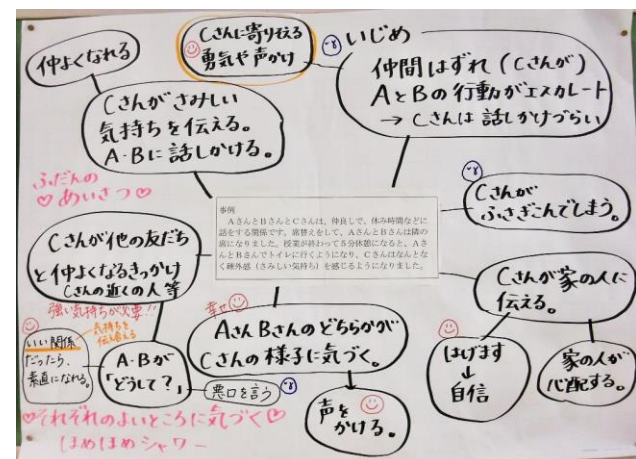 仲よくなれる
Cさんに寄りそえる
勇気や声かけ
いじめ
仲間はずれ(Cさんが)
AとBの行動がエスカレート
→ Cさんは話しかけづらい
Cさんがさみしい
気持ちを伝える。
A・Bに話しかける。
ふだんの
♡あいさつ♡
Cさんが
ふさぎこんでしまう。
事例
AさんとBさんとCさんは、仲良しで、休み時間などに
話をする関係です。席替えをして、AさんとBさんは隣の
席になりました。授業が終わって5分休憩になると、Aさ
んとBさんでトイレに行くようになり、Cさんはなんとな
く疎外感(さみしい気持ち)を感じるようになりました。
Cさんが他の友だち
と仲よくなるきっかけ
Cさんの近くの人等
強い気持ちが必要!!
Cさんが家の人に
伝える。
はげます
↓
自信
家の人が
心配する。
幸せ
AさんBさんのどちらかが
Cさんの様子に気づく。
声を
かける。
いい関係
だったら、
素直になれる。
気持ちを
伝え合える
A・Bが
「どうして?」
悪口を言う
♡それぞれのよいところに気づく♡
ほめほめシャワー